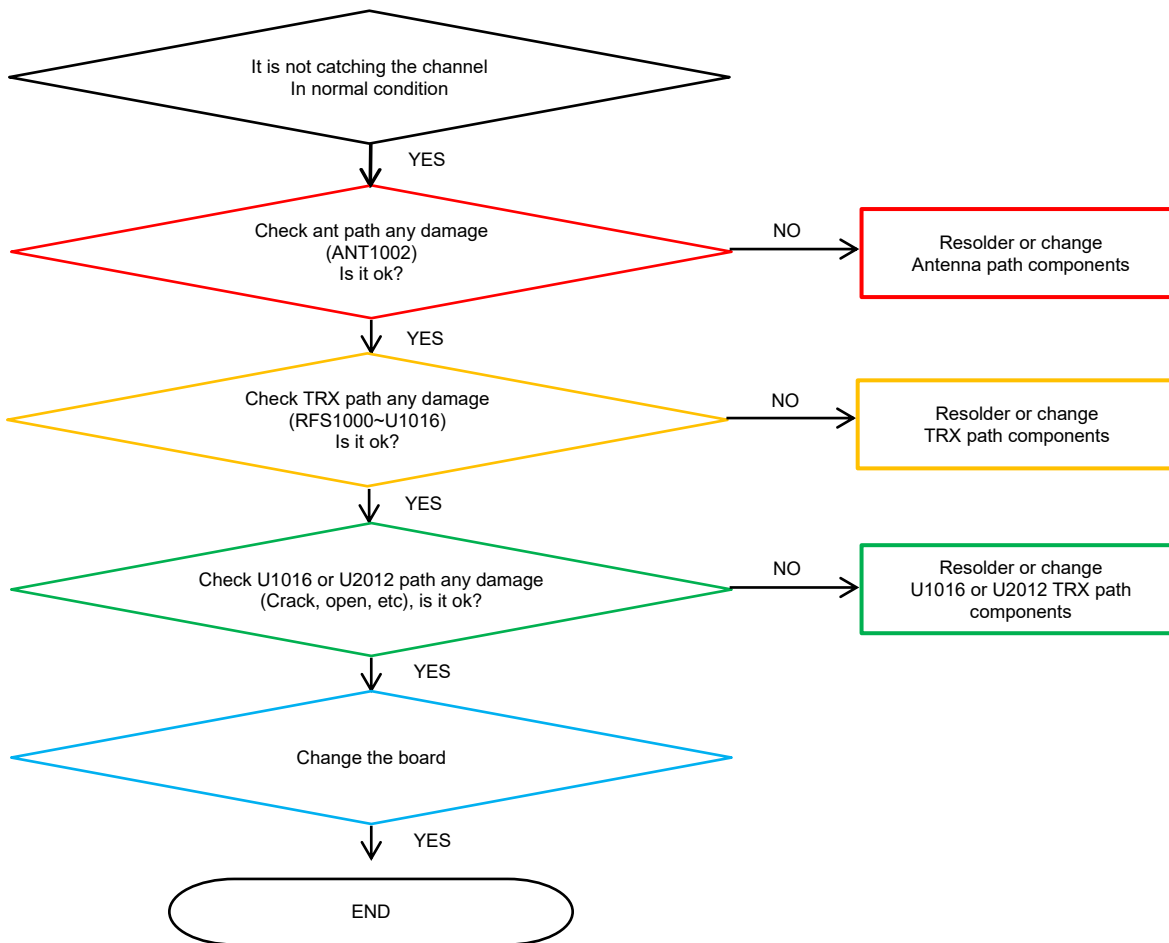 It is not catching the channel
In normal condition
YES
Check ant path any damage
(ANT1002)
Is it ok?
NO
Resolder or change
Antenna path components
YES
Check TRX path any damage
(RFS1000~U1016)
Is it ok?
NO
Resolder or change
TRX path components
YES
Check U1016 or U2012 path any damage
(Crack, open, etc), is it ok?
NO
Resolder or change
U1016 or U2012 TRX path
components
YES
Change the board
YES
END